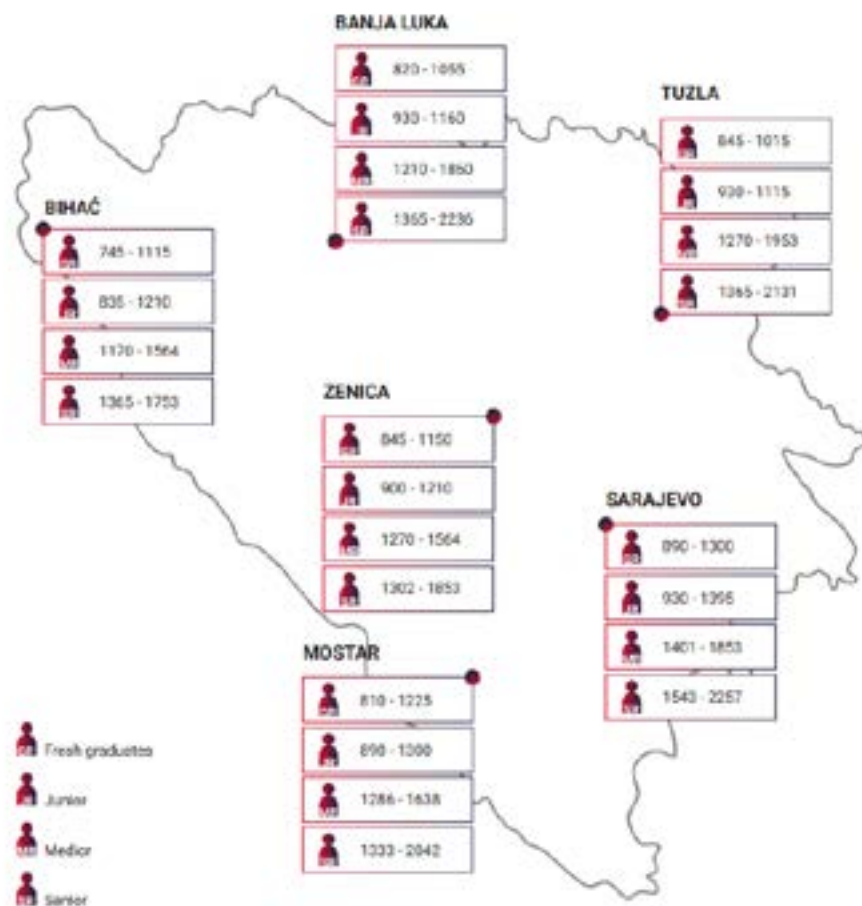 BANJA LUKA
820 - 1055
930 - 1160
1210 - 1860
1365 - 2236
TUZLA
845 - 1015
930 - 1115
1270 - 1953
1365 - 2131
BIHAĆ
745 - 1115
835 - 1210
1170 - 1564
1365 - 1753
ZENICA
845 - 1150
900 - 1210
1270 - 1564
1302 - 1853
SARAJEVO
890 - 1300
930 - 1395
1401 - 1853
1543 - 2257
MOSTAR
810 - 1225
890 - 1300
1286 - 1638
1333 - 2042
Fresh graduates
Junior
Medior
Senior